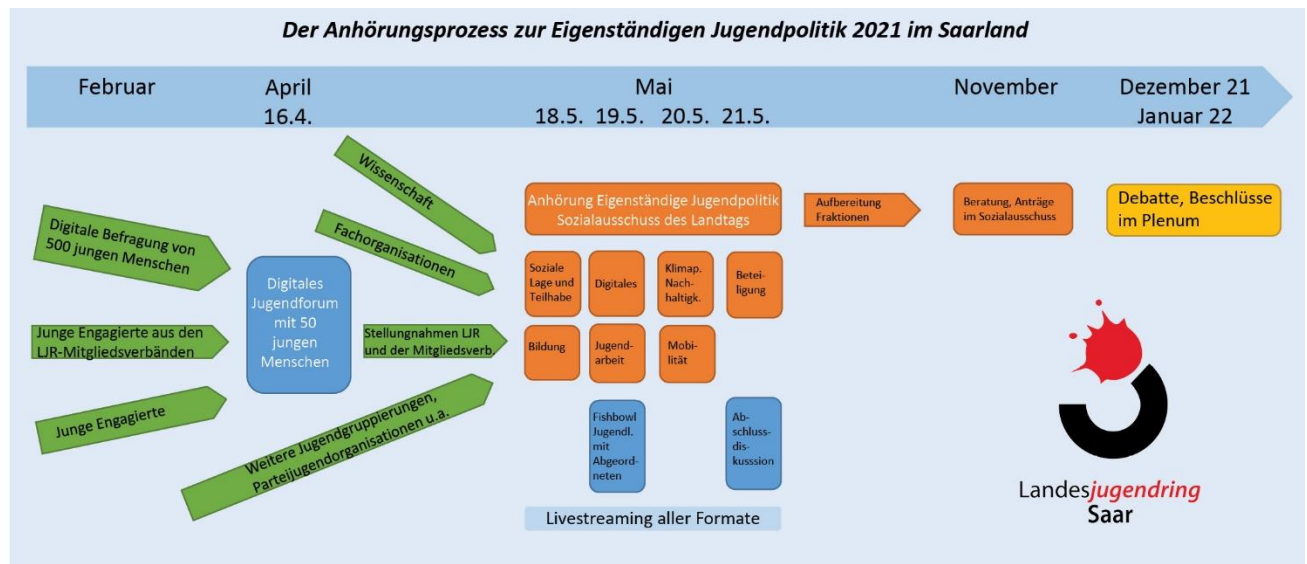 Der Anhörungsprozess zur Eigenständigen Jugendpolitik 2021 im Saarland
Februar
April
16.4.
Mai
18.5. 19.5. 20.5. 21.5.
November
Dezember 21
Januar 22
Digitale Befragung von
500 jungen Menschen
Junge Engagierte aus den
LJR-Mitgliedsverbänden
Junge Engagierte
Digitales
Jugendforum
mit 50
jungen
Menschen
Wissenschaft
Fachorganisationen
Stellungnahmen LJR
und der Mitgliedsverb.
Weitere Jugendgruppierungen,
Parteijugendorganisationen u.a.
Anhörung Eigenständige Jugendpolitik
Sozialausschuss des Landtags
Soziale
Lage und
Teilhabe
Digitales
Klimap.
Nach-
haltigk.
Betei-
ligung
Bildung
Jugend-
arbeit
Mobi-
lität
Fishbowl
Jugendl.
mit
Abgeord-
neten
Ab-
schluss-
dis-
kusssion
Livestreaming aller Formate
Aufbereitung
Fraktionen
Beratung, Anträge
im Sozialausschuss
Debatte, Beschlüsse
im Plenum
Landesjugendring
Saar